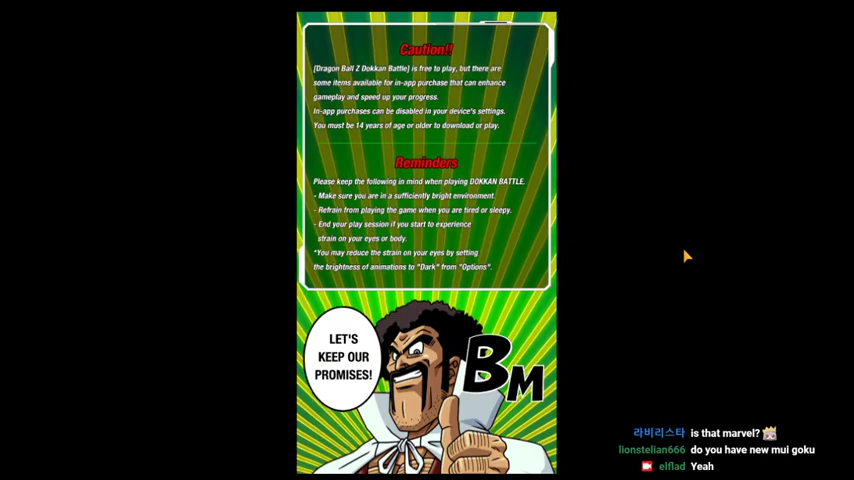 Caution!!
[Dragon Ball Z Dokkan Battle] is free to play, but there are
some items available for in-app purchase that can enhance
gameplay and speed up your progress.
In-app purchases can be disabled in your device's settings.
You must be 14 years of age or older to download or play.
Reminders
Please keep the following in mind when playing DOKKAN BATTLE.
- Make sure you are in a sufficiently bright environment.
- Refrain from playing the game when you are tired or sleepy.
- End your play session if you start to experience
strain on your eyes or body.
*You may reduce the strain on your eyes by setting
the brightness of animations to "Dark" from "Options".
LET'S
KEEP OUR
PROMISES!
BM
라비리스타 is that marvel?
lionstelian666 do you have new mui goku
elflad Yeah